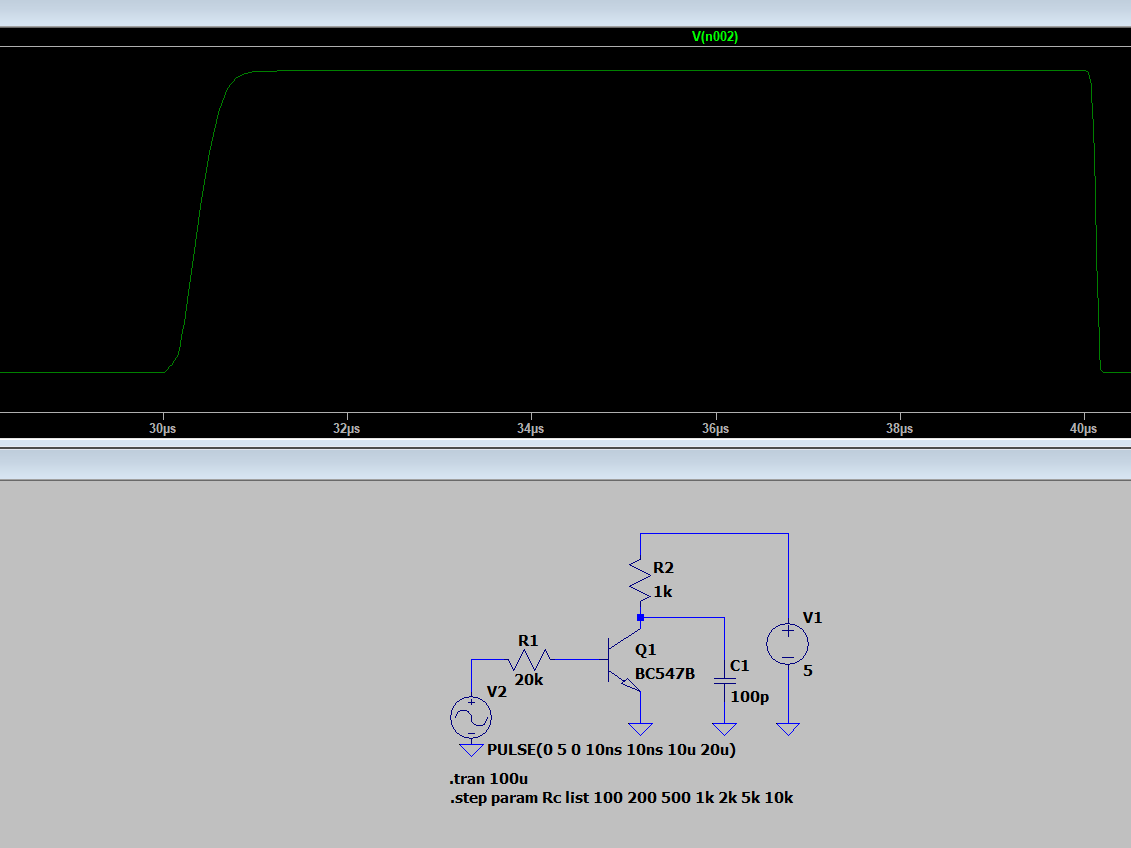 V(n002)
30µs 32µs 34µs 36µs 38µs 40µs
R2
1k
V1
R1
Q1
20k
BC547B
C1
5
V2
100p
PULSE(0 5 0 10ns 10ns 10u 20u)
.tran 100u
.step param Rc list 100 200 500 1k 2k 5k 10k